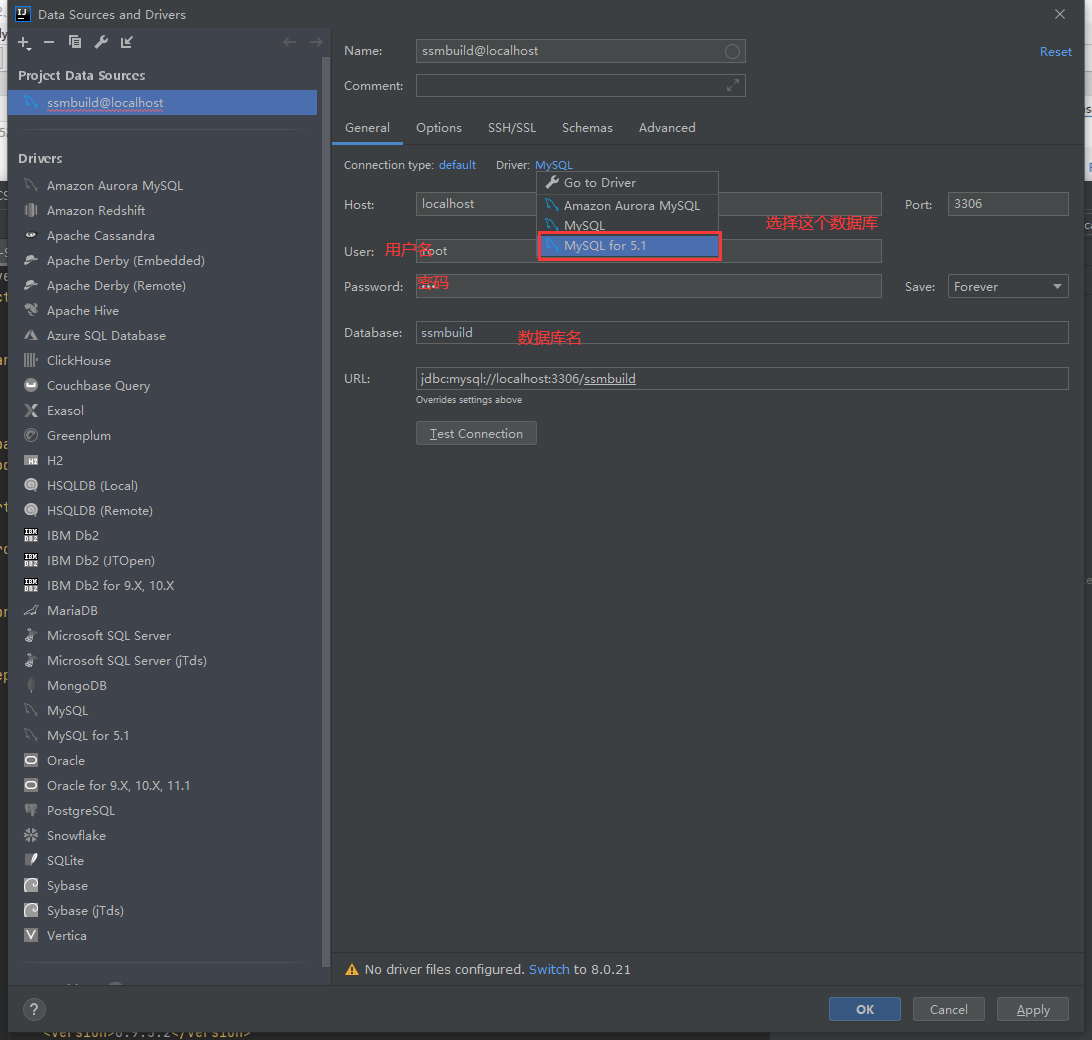 Data Sources and Drivers
Project Data Sources
ssmbuild@localhost
Drivers
Amazon Aurora MySQL
Amazon Redshift
Apache Cassandra
Apache Derby (Embedded)
Apache Derby (Remote)
Apache Hive
Azure SQL Database
ClickHouse
Couchbase Query
Exasol
Greenplum
H2
HSQLDB (Local)
HSQLDB (Remote)
IBM Db2
IBM Db2 (JTOpen)
IBM Db2 for 9.X, 10.X
MariaDB
Microsoft SQL Server
Microsoft SQL Server (jTds)
MongoDB
MySQL
MySQL for 5.1
Oracle
Oracle for 9.X, 10.X, 11.1
PostgreSQL
Snowflake
SQLite
Sybase
Sybase (jTds)
Vertica
Name: ssmbuild@localhost
Reset
Comment:
General Options SSH/SSL Schemas Advanced
Connection type: default Driver: MySQL
Go to Driver
Amazon Aurora MySQL
MySQL
MySQL for 5.1
Host: localhost Port: 3306
选择这个数据库
User: 用户名 root
Password: 密码 Save: Forever
Database: ssmbuild 数据库名
URL: jdbc:mysql://localhost:3306/ssmbuild
Overrides settings above
Test Connection
No driver files configured. Switch to 8.0.21
? OK Cancel Apply